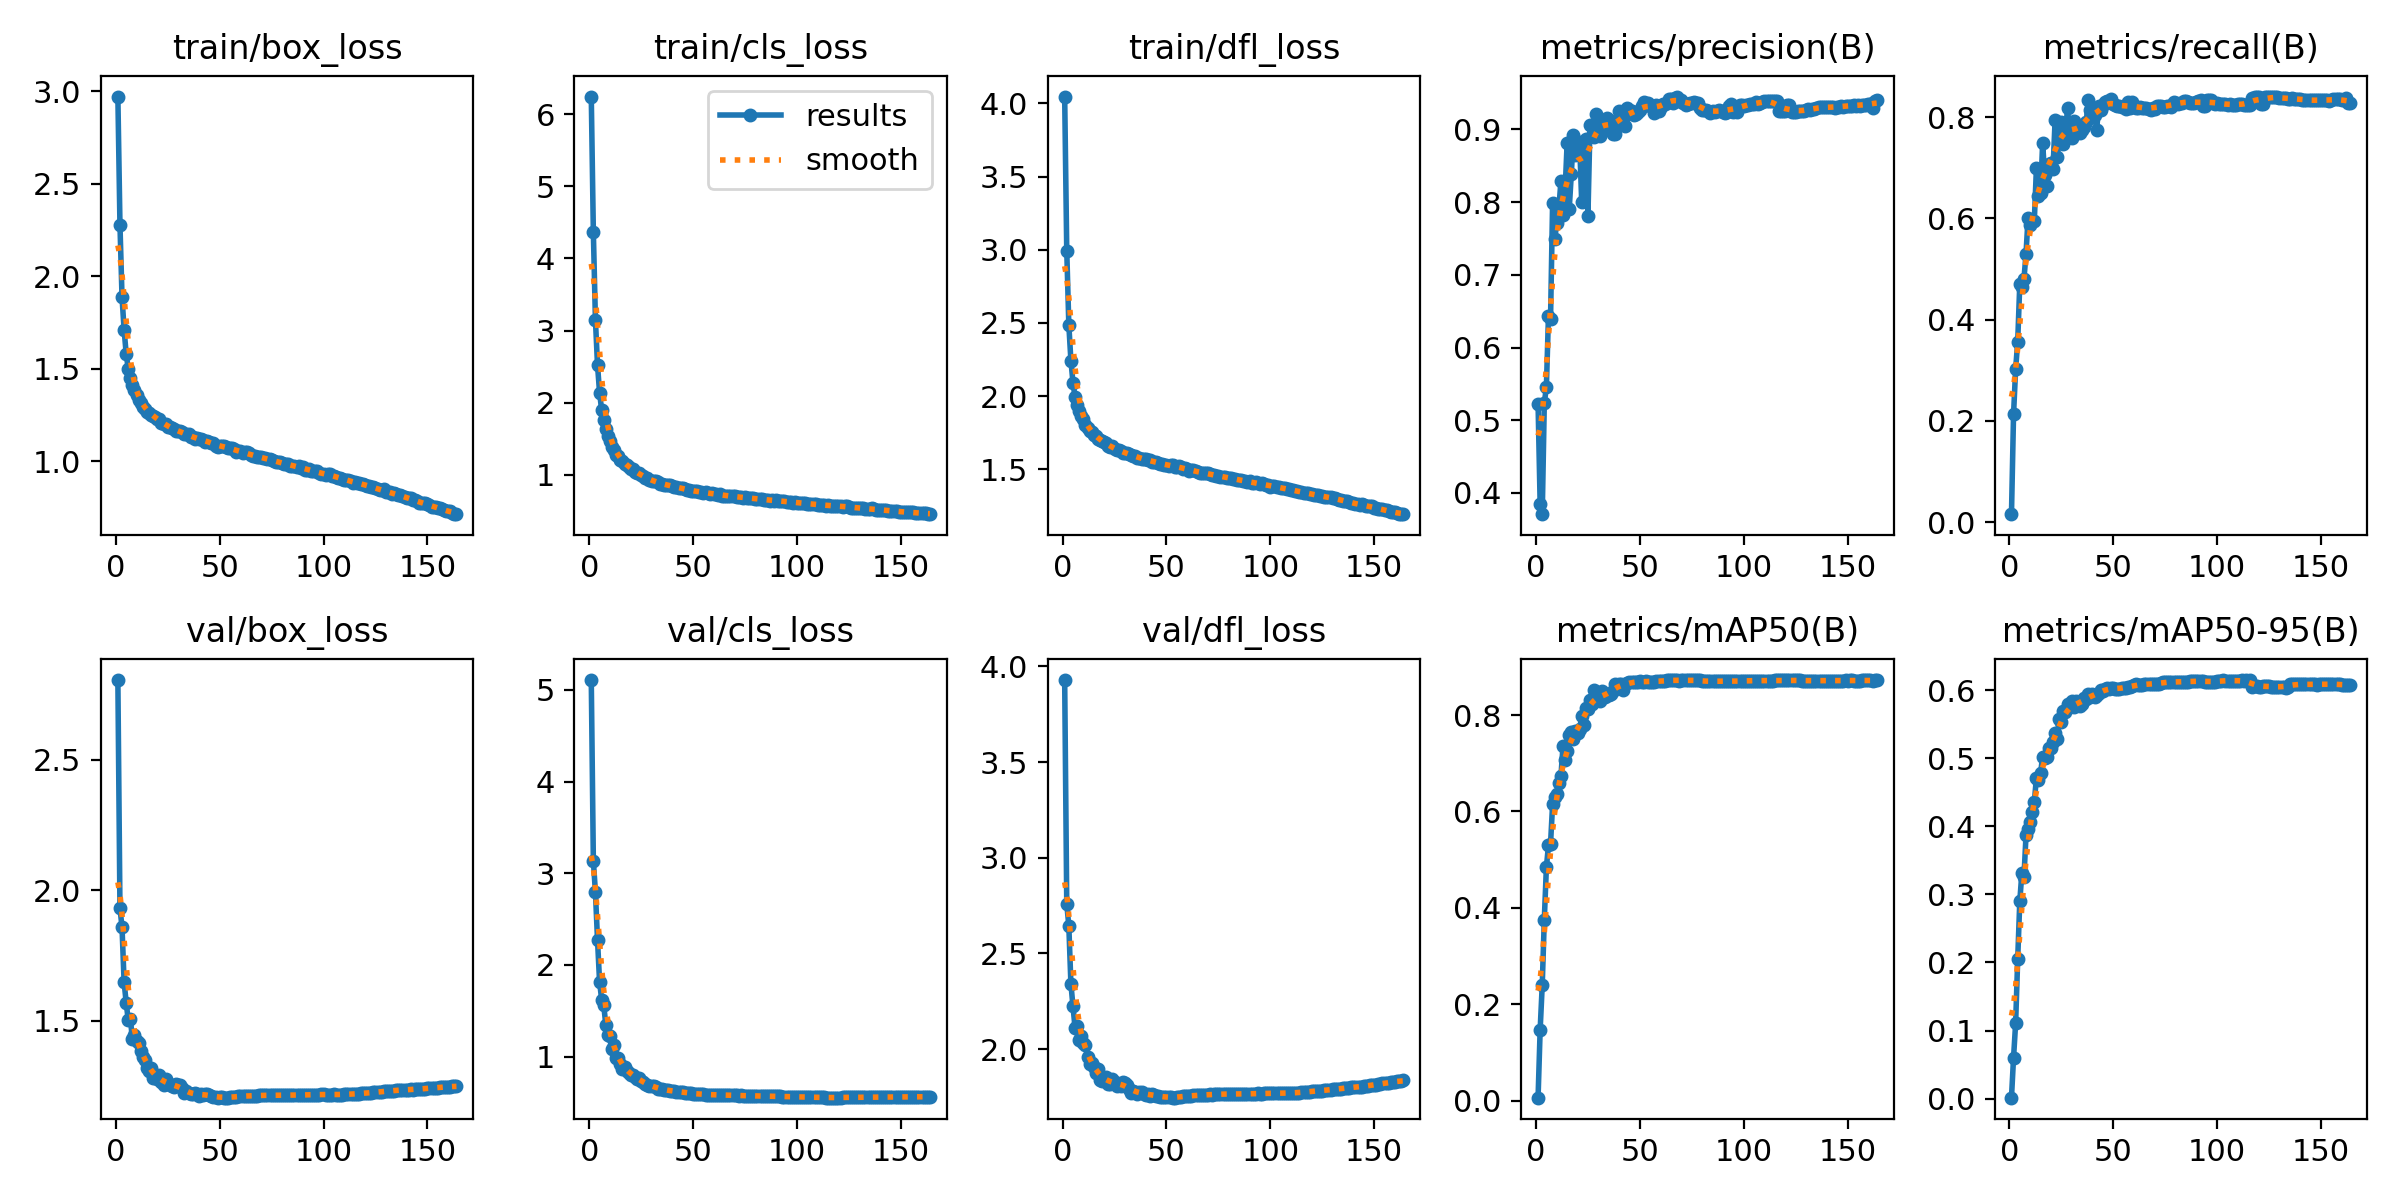 train/box_loss
3.0
2.5
2.0
1.5
1.0
0 50 100 150
train/cls_loss
results
smooth
6
5
4
3
2
1
0 50 100 150
train/dfl_loss
4.0
3.5
3.0
2.5
2.0
1.5
0 50 100 150
metrics/precision(B)
0.9
0.8
0.7
0.6
0.5
0.4
0 50 100 150
metrics/recall(B)
0.8
0.6
0.4
0.2
0.0
0 50 100 150
val/box_loss
2.5
2.0
1.5
0 50 100 150
val/cls_loss
5
4
3
2
1
0 50 100 150
val/dfl_loss
4.0
3.5
3.0
2.5
2.0
0 50 100 150
metrics/mAP50(B)
0.8
0.6
0.4
0.2
0.0
0 50 100 150
metrics/mAP50-95(B)
0.6
0.5
0.4
0.3
0.2
0.1
0.0
0 50 100 150